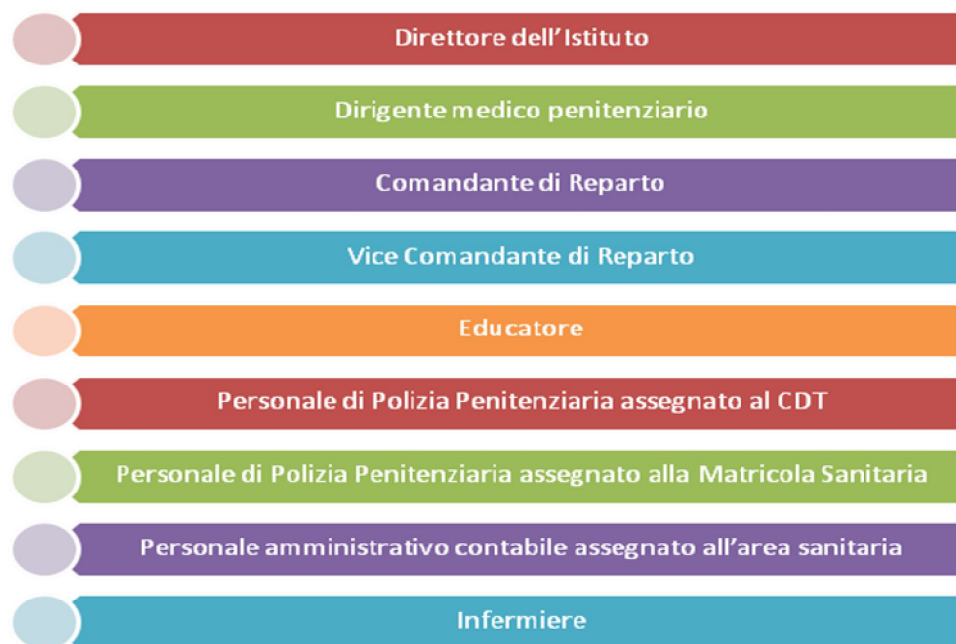 Direttore dell’Istituto
Dirigente medico penitenziario
Comandante di Reparto
Vice Comandante di Reparto
Educatore
Personale di Polizia Penitenziaria assegnato al CDT
Personale di Polizia Penitenziaria assegnato alla Matricola Sanitaria
Personale amministrativo contabile assegnato all’area sanitaria
Infermiere